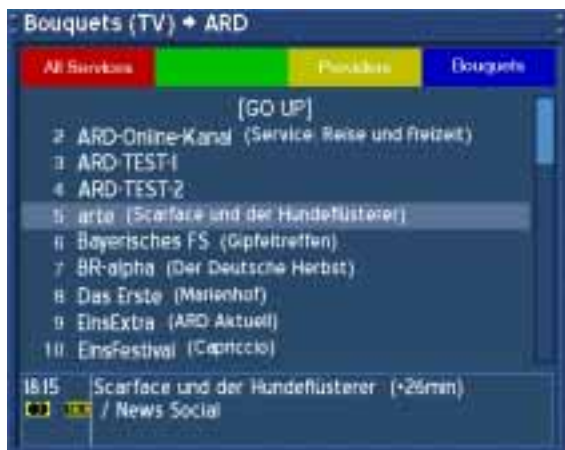 Bouquets (TV) → ARD
All Services Providers Bouquets
[GO UP]
2 ARD-Online-Kanal (Service: Reise und Freizeit)
3 ARD-TEST-1
4 ARD-TEST-2
5 arte (Scarface und der Hundeflüsterer)
6 Bayerisches FS (Gipfeltreffen)
7 BR-alpha (Der Deutsche Herbst)
8 Das Erste (Marienhof)
9 EinsExtra (ARD Aktuell)
10 EinsFestival (Capriccio)
18:15 Scarface und der Hundeflüsterer (+26min)
/ News Social